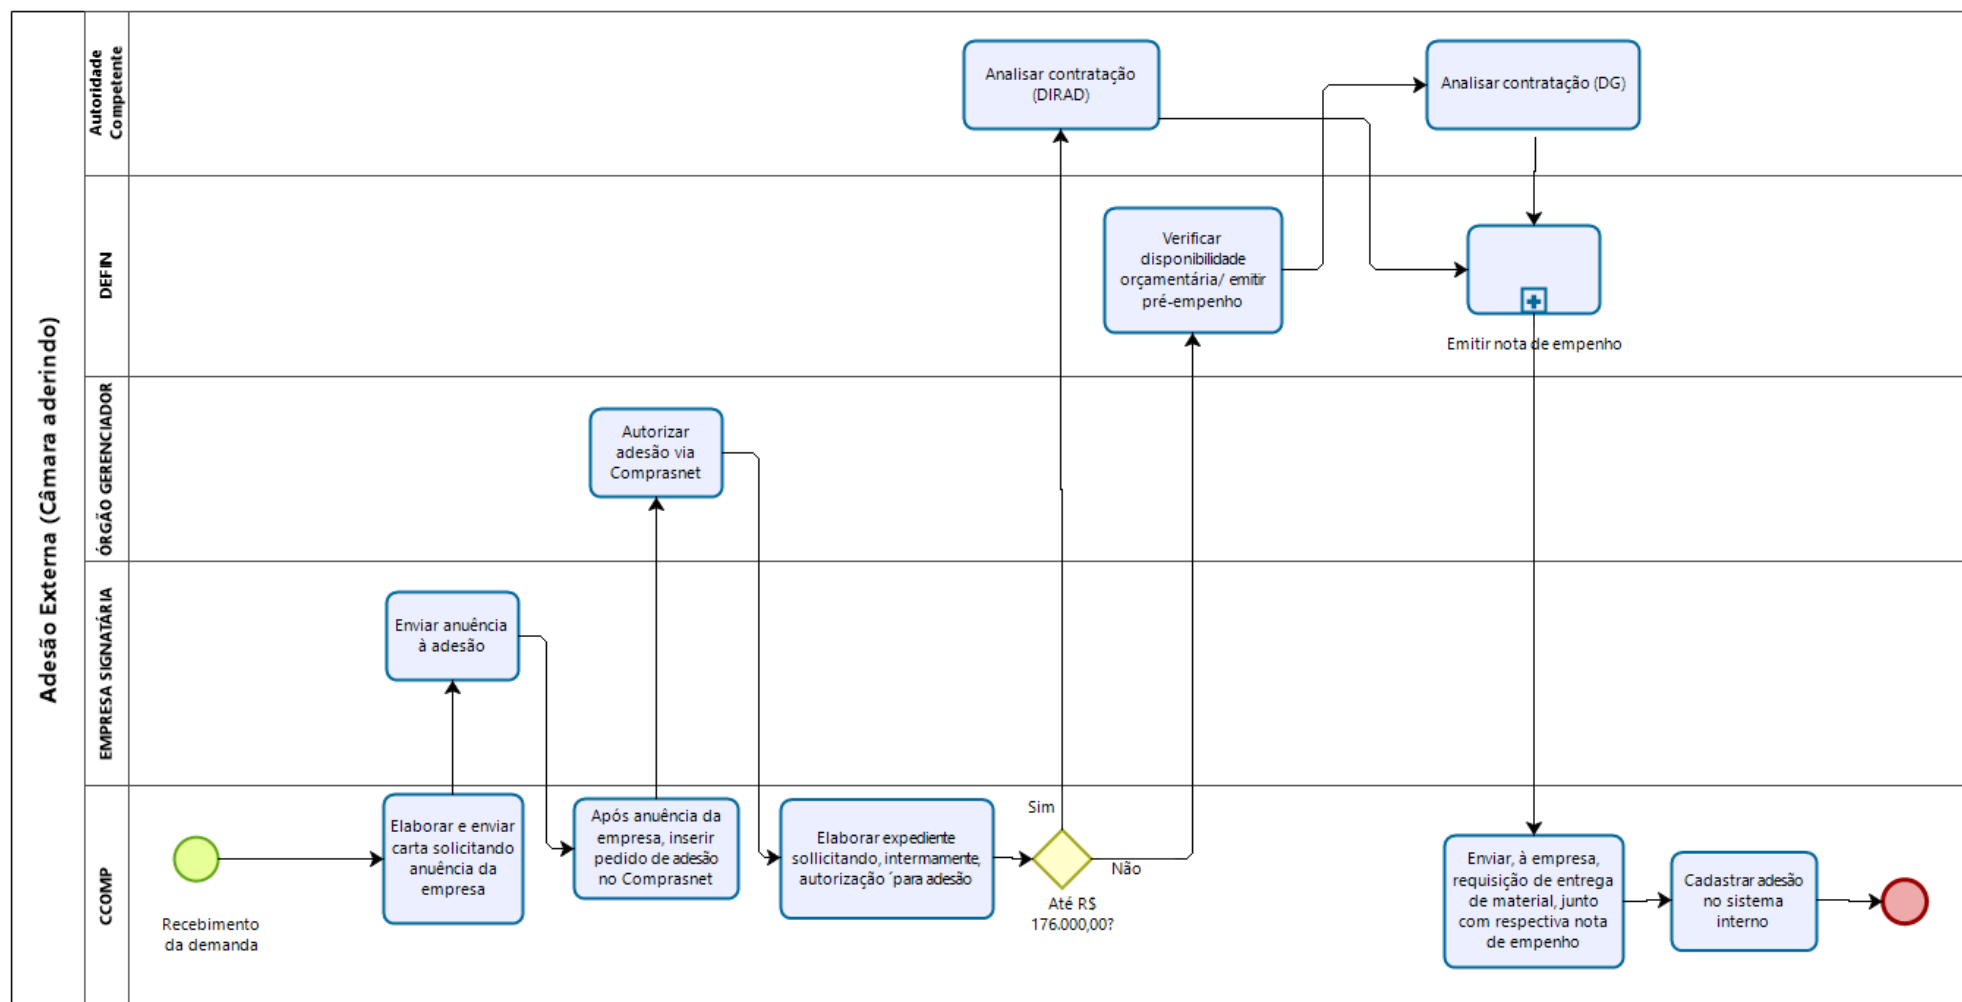 Adesão Externa (Câmara aderindo)
Autoridade
Competente
Analisar contratação
(DIRAD)
Analisar contratação (DG)
DEFIN
Verificar
disponibilidade
orçamentária/ emitir
pré-empenho
Emitir nota de empenho
ÓRGÃO GERENCIADOR
Autorizar
adesão via
Comprasnet
EMPRESA SIGNATÁRIA
Enviar anuência
à adesão
CCOMP
Recebimento
da demanda
Elaborar e enviar
carta solicitando
anuência da
empresa
Após anuência da
empresa, inserir
pedido de adesão
no Comprasnet
Elaborar expediente
sollicitando, intermamente,
autorização ´para adesão
Sim
Não
Até R$
176.000,00?
Enviar, à empresa,
requisição de entrega
de material, junto
com respectiva nota
de empenho
Cadastrar adesão
no sistema
interno